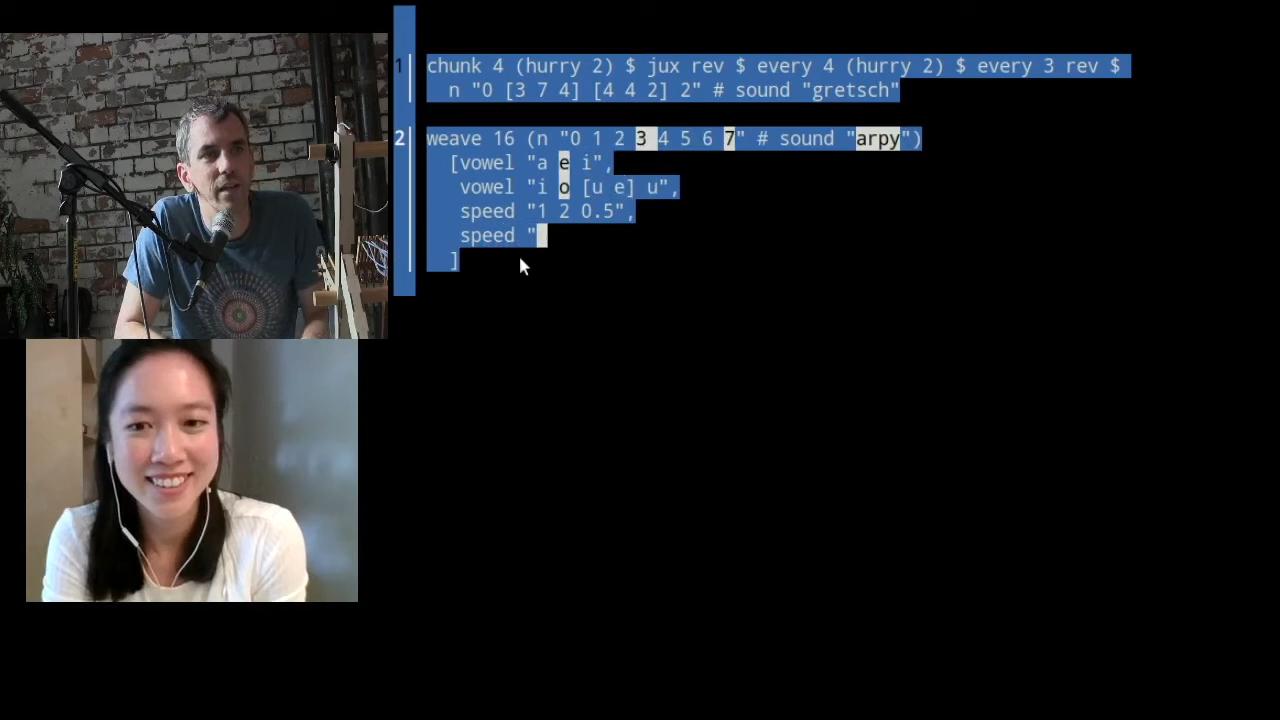 1 chunk 4 (hurry 2) $ jux rev $ every 4 (hurry 2) $ every 3 rev $
n "0 [3 7 4] [4 4 2] 2" # sound "gretsch"
2 weave 16 (n "0 1 2 3 4 5 6 7" # sound "arpy")
[vowel "a e i",
vowel "i o [u e] u",
speed "1 2 0.5",
speed "
]